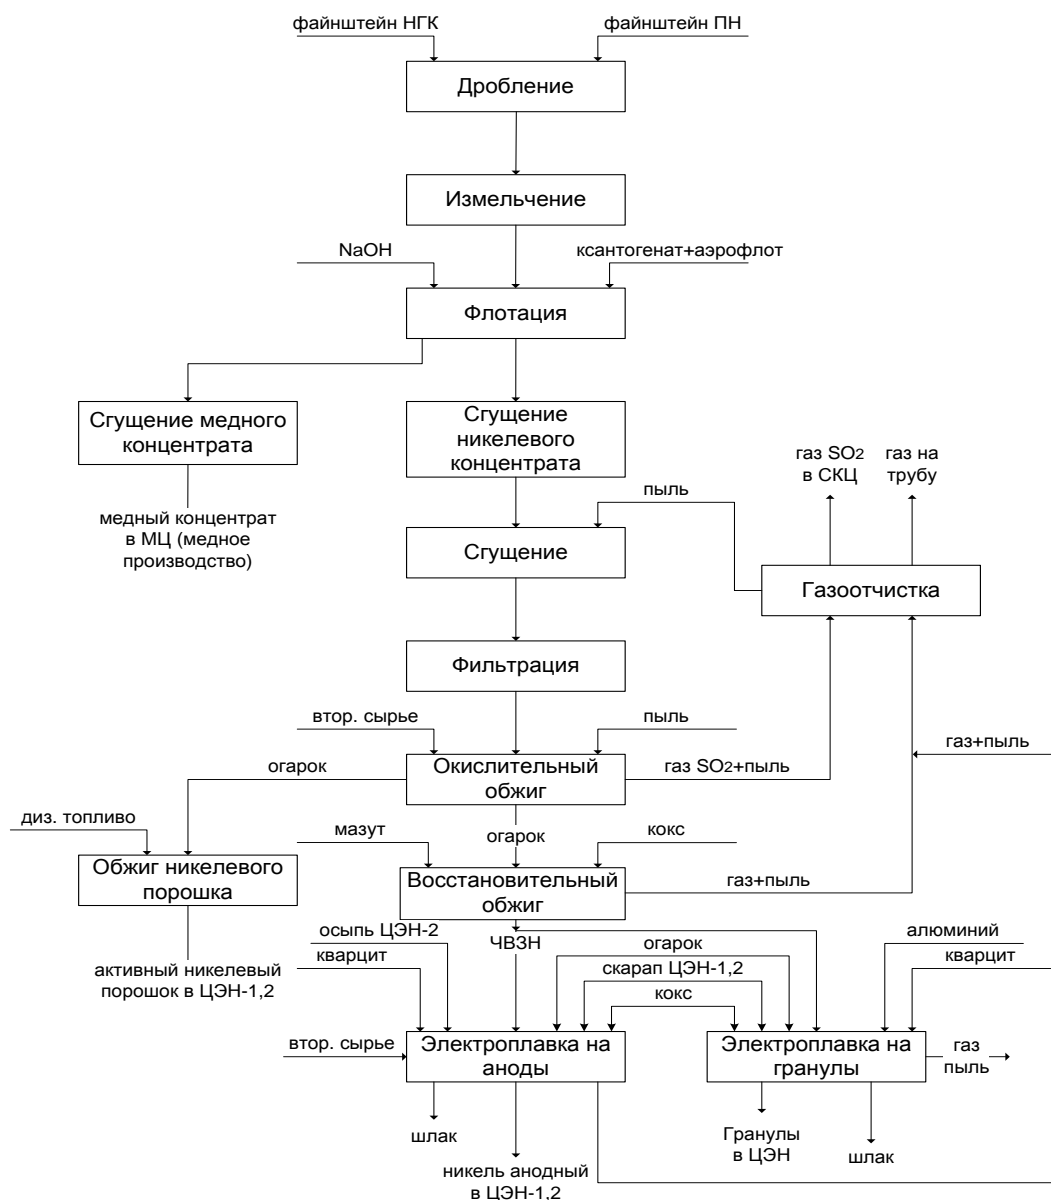 файнштейн НГК
файнштейн ПН
Дробление
Измельчение
NaOH
ксантогенат+аэрофлот
Флотация
Сгущение медного
концентрата
Сгущение
никелевого
концентрата
газ SO2
в СКЦ
газ на
трубу
пыль
медный концентрат
в МЦ (медное
производство)
Сгущение
Газоотчистка
Фильтрация
втор. сырье
пыль
газ+пыль
огарок
Окислительный
обжиг
газ SO2+пыль
диз. топливо
мазут
огарок
кокс
Обжиг никелевого
порошка
Восстановительный
обжиг
газ+пыль
осыпь ЦЭН-2
ЧВЗН
огарок
алюминий
кварцит
скарап ЦЭН-1,2
кварцит
активный никелевый
порошок в ЦЭН-1,2
кокс
втор. сырье
Электроплавка на
аноды
Электроплавка на
гранулы
газ
пыль
шлак
никель анодный
в ЦЭН-1,2
Гранулы
в ЦЭН
шлак